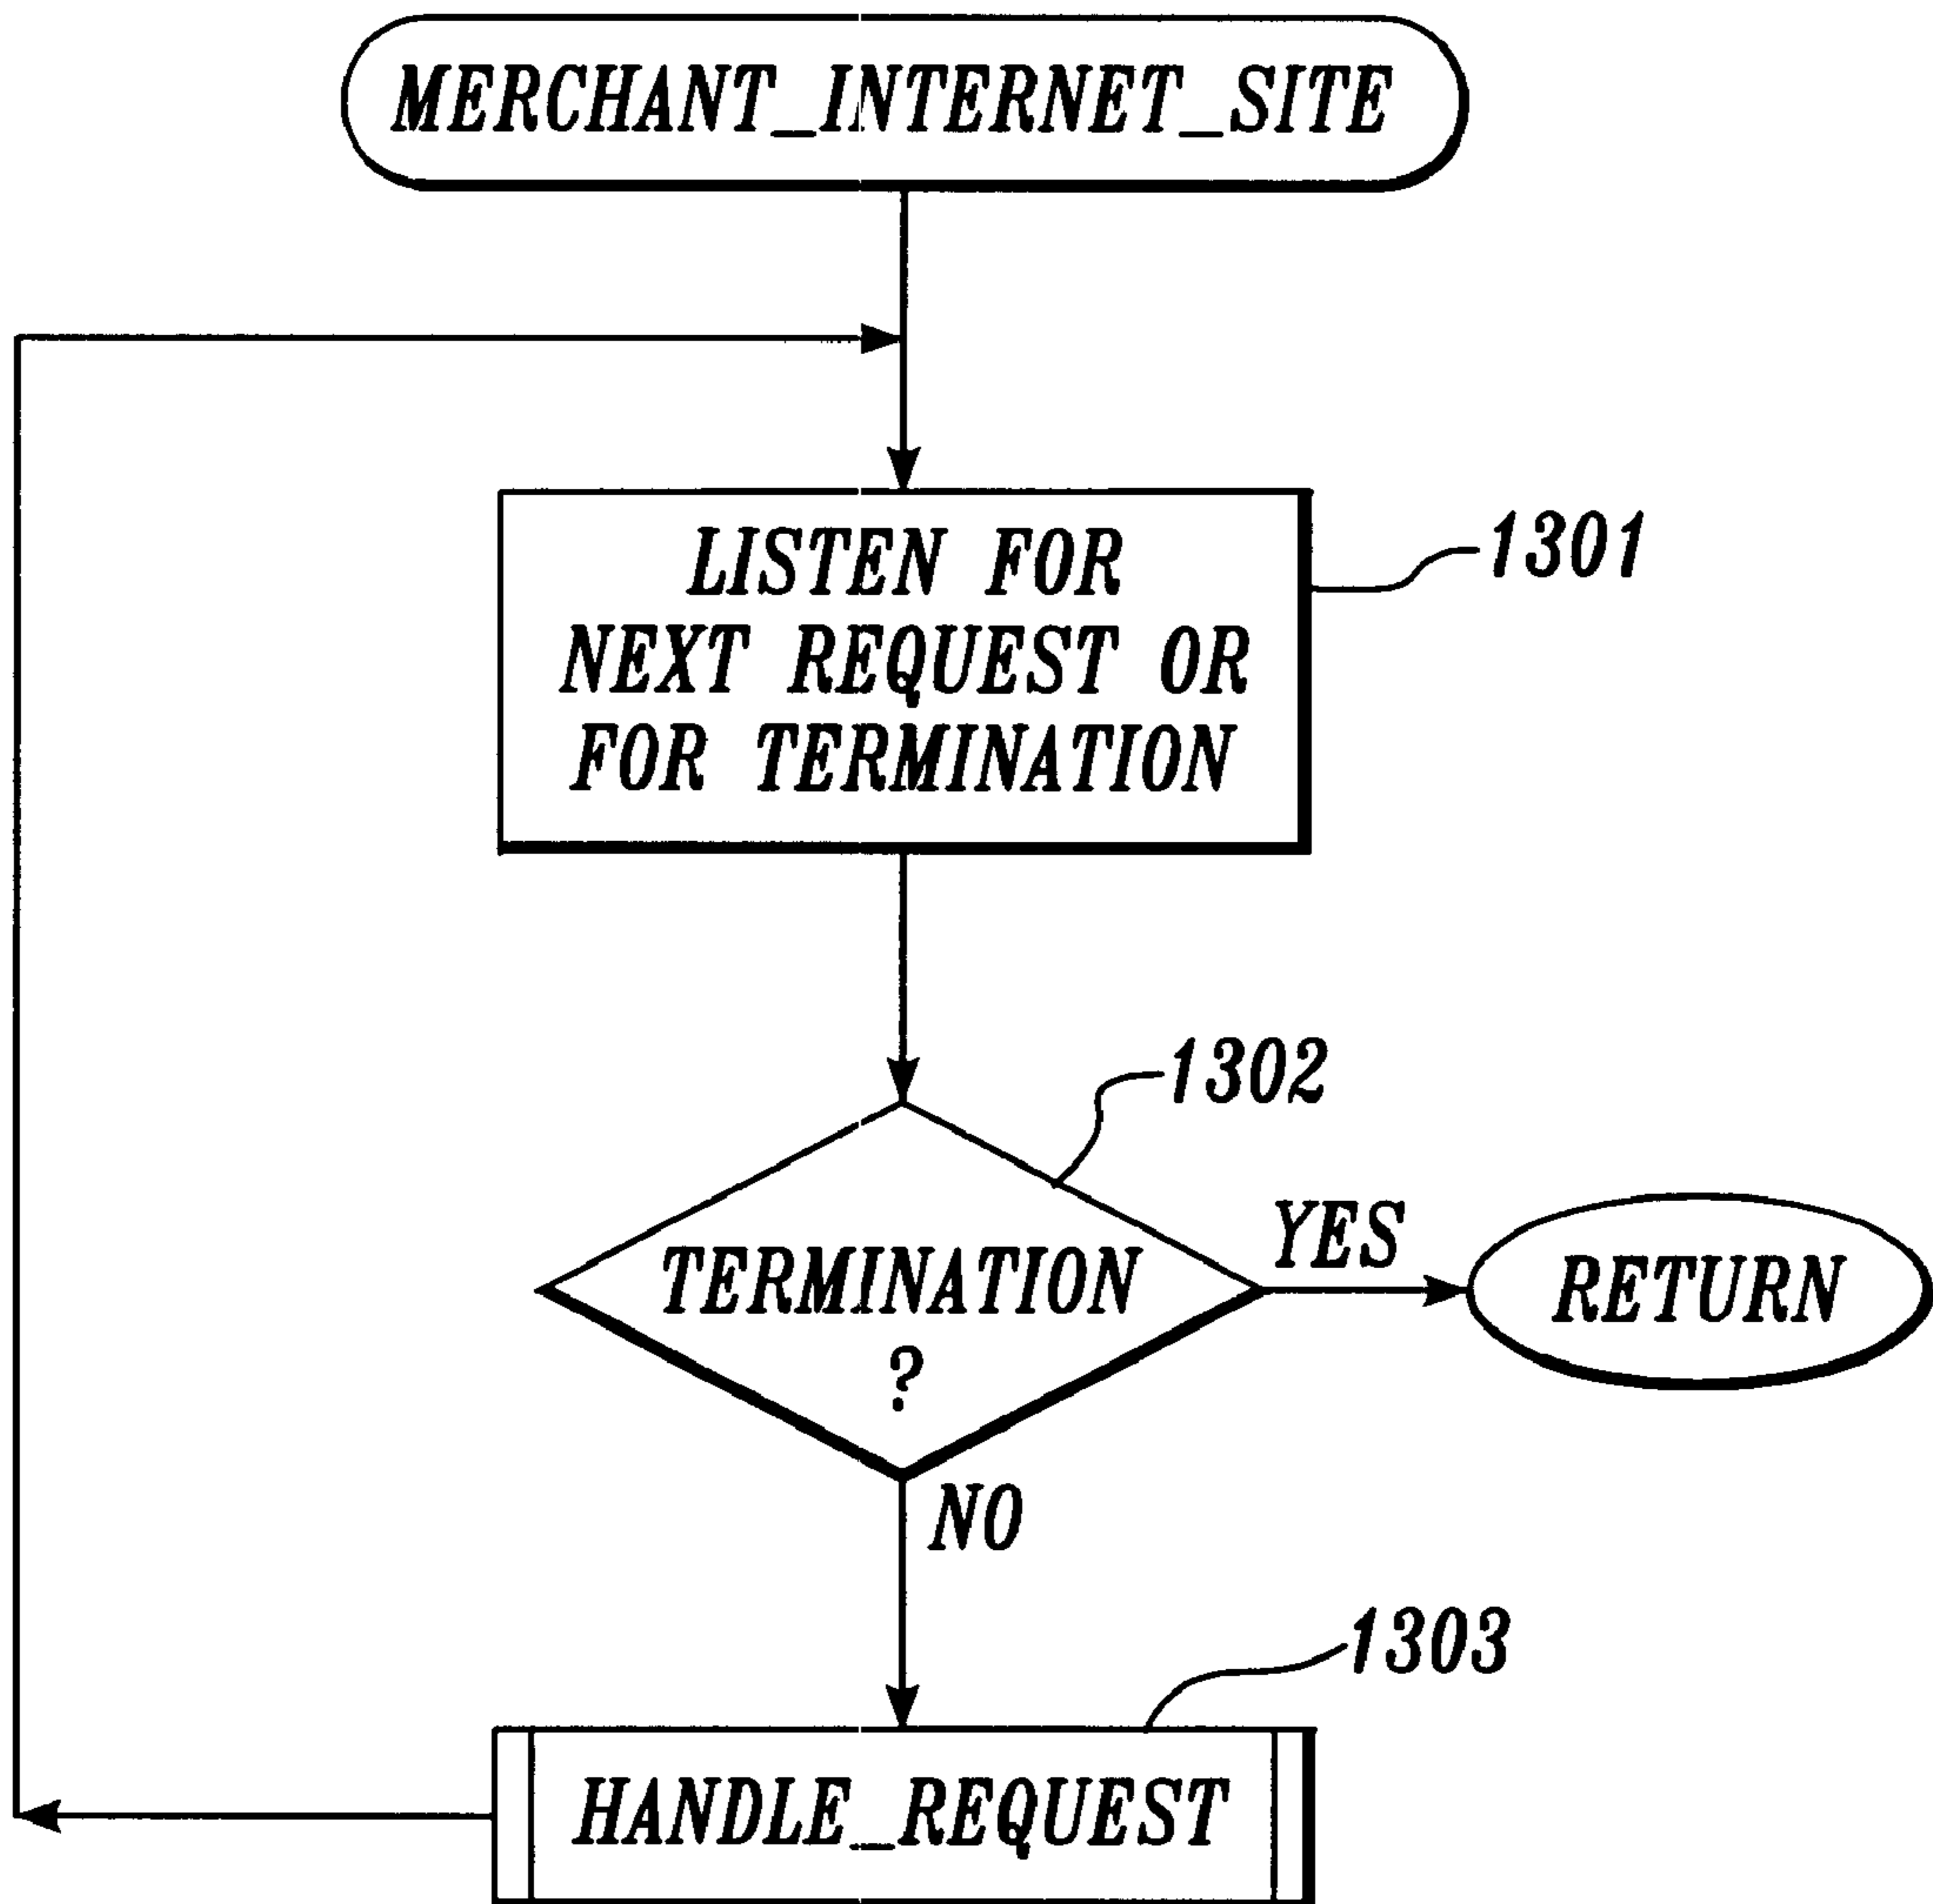 MERCHANT_INTERNET_SITE
LISTEN FOR
NEXT REQUEST OR
FOR TERMINATION
1301
1302
TERMINATION
?
YES
RETURN
NO
1303
HANDLE_REQUEST